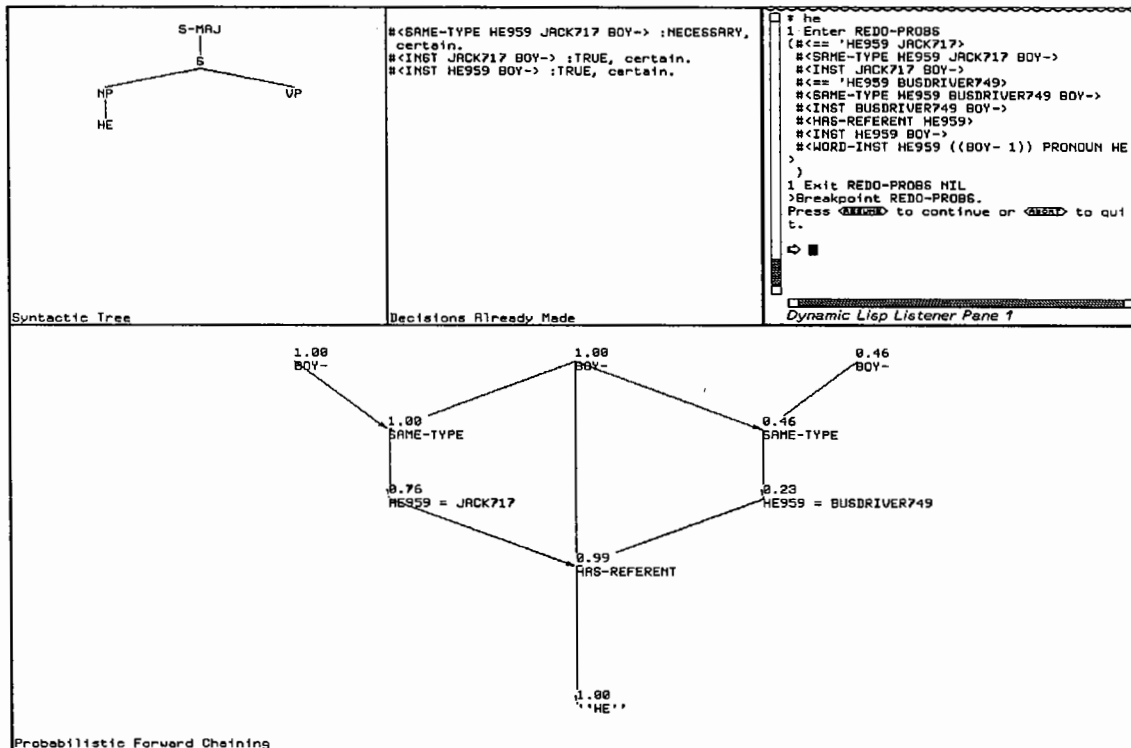 S-MAJ
S
NP VP
HE
Syntactic Tree
#<SAME-TYPE HE959 JACK717 BOY-> :NECESSARY,
certain.
#<INST JACK717 BOY-> :TRUE, certain.
#<INST HE959 BOY-> :TRUE, certain.
Decisions Already Made
* he
1 Enter REDO-PROBS
(#<== 'HE959 JACK717>
#<SAME-TYPE HE959 JACK717 BOY->
#<INST JACK717 BOY->
#<== 'HE959 BUSDRIVER749>
#<SAME-TYPE HE959 BUSDRIVER749 BOY->
#<INST BUSDRIVER749 BOY->
#<HAS-REFERENT HE959>
#<INST HE959 BOY->
#<WORD-INST HE959 ((BOY- 1)) PRONOUN HE
>
)
1 Exit REDO-PROBS NIL
>Breakpoint REDO-PROBS.
Press <RESUME> to continue or <ABORT> to qui
t.
Dynamic Lisp Listener Pane 1
1.00 1.00 0.46
BOY- BOY- BOY-
1.00 0.46
SAME-TYPE SAME-TYPE
0.76 0.23
HE959 = JACK717 HE959 = BUSDRIVER749
0.99
HAS-REFERENT
1.00
''HE''
Probabilistic Forward Chaining